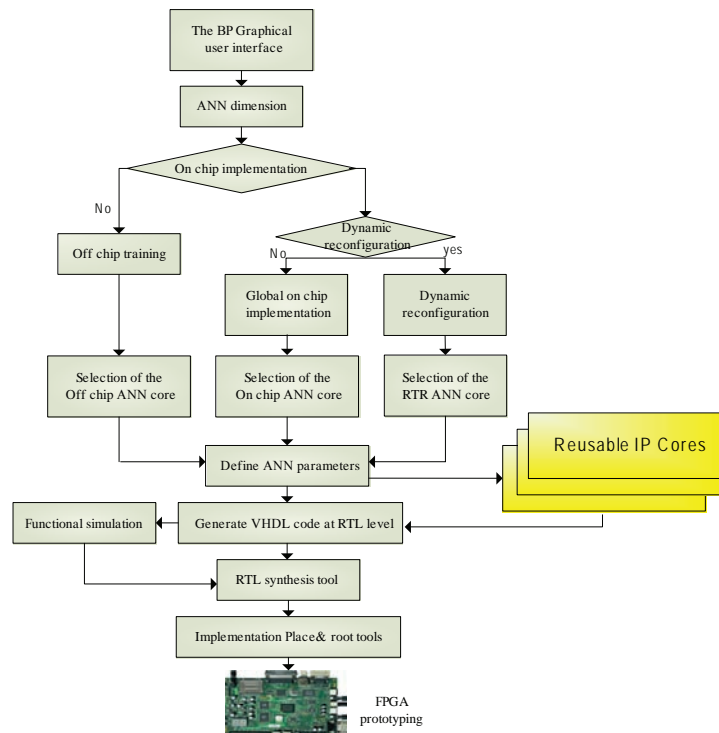 The BP Graphical
user interface
ANN dimension
On chip implementation
No
Dynamic
reconfiguration
No
yes
Off chip training
Global on chip
implementation
Dynamic
reconfiguration
Selection of the
Off chip ANN core
Selection of the
On chip ANN core
Selection of the
RTR ANN core
Reusable IP Cores
Define ANN parameters
Functional simulation
Generate VHDL code at RTL level
RTL synthesis tool
Implementation Place& root tools
FPGA
prototyping